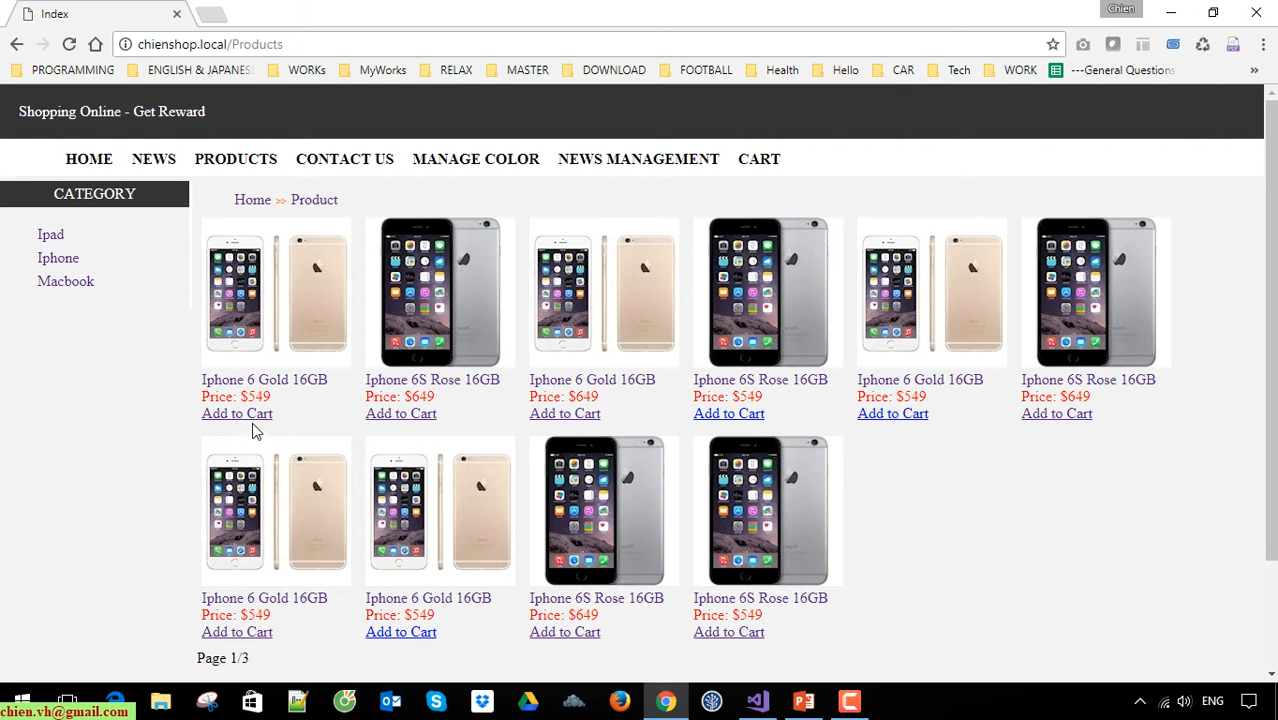 Index
Chien
chienshop.local/Products
PROGRAMMING ENGLISH & JAPANES WORKs MyWorks RELAX MASTER DOWNLOAD FOOTBALL Health Hello CAR Tech WORK ---General Questions »
Shopping Online - Get Reward
HOME NEWS PRODUCTS CONTACT US MANAGE COLOR NEWS MANAGEMENT CART
CATEGORY
Ipad
Iphone
Macbook
Home >> Product
Iphone 6 Gold 16GB Iphone 6S Rose 16GB Iphone 6 Gold 16GB Iphone 6S Rose 16GB Iphone 6 Gold 16GB Iphone 6S Rose 16GB
Price: $549 Price: $649 Price: $649 Price: $549 Price: $549 Price: $649
Add to Cart Add to Cart Add to Cart Add to Cart Add to Cart Add to Cart
Iphone 6 Gold 16GB Iphone 6 Gold 16GB Iphone 6S Rose 16GB Iphone 6S Rose 16GB
Price: $549 Price: $549 Price: $649 Price: $549
Add to Cart Add to Cart Add to Cart Add to Cart
Page 1/3
ENG
chien.vh@gmail.com